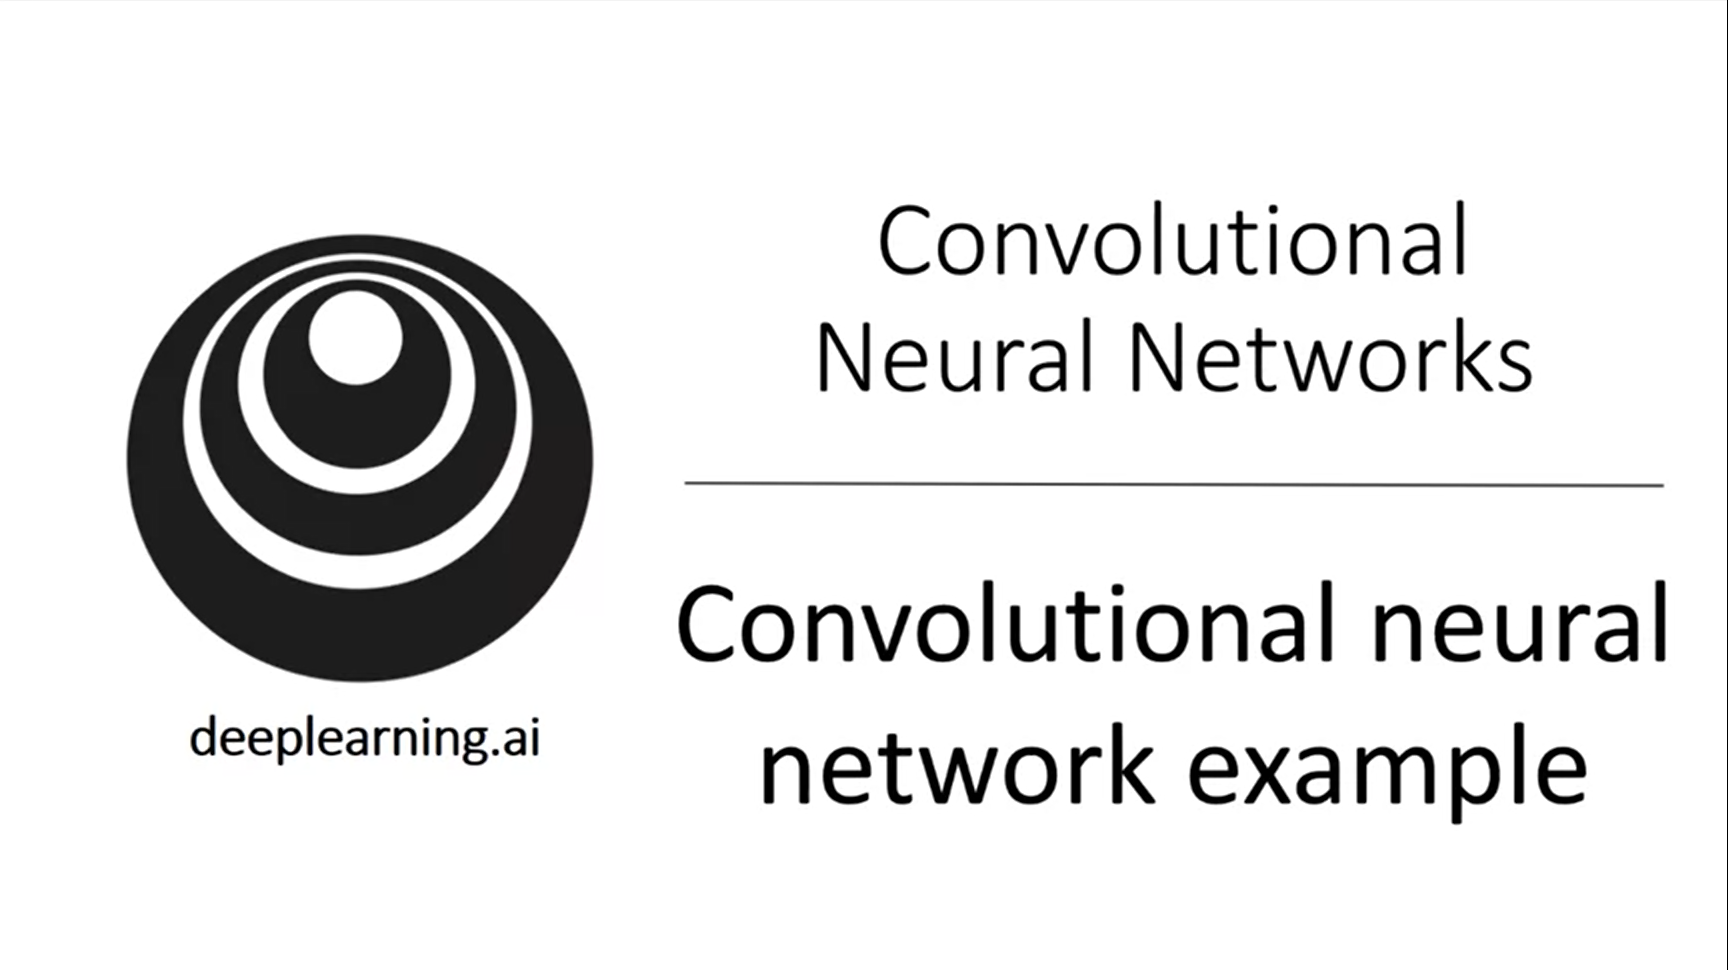 Convolutional
Neural Networks
Convolutional neural
network example
deeplearning.ai